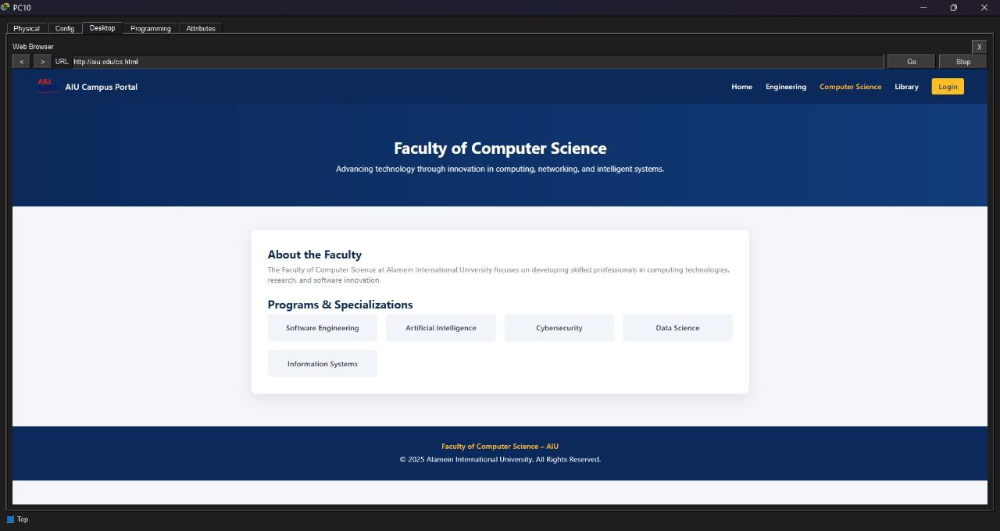 PC10
Physical Config Desktop Programming Attributes
Web Browser
X
< > URL http://aiu.edu/cs.html Go Stop
AIU.
AIU Campus Portal Home Engineering Computer Science Library Login
Faculty of Computer Science
Advancing technology through innovation in computing, networking, and intelligent systems.
About the Faculty
The Faculty of Computer Science at Alamein International University focuses on developing skilled professionals in computing technologies,
research, and software innovation.
Programs & Specializations
Software Engineering Artificial Intelligence Cybersecurity Data Science
Information Systems
Faculty of Computer Science – AIU
© 2025 Alamein International University. All Rights Reserved.
Top